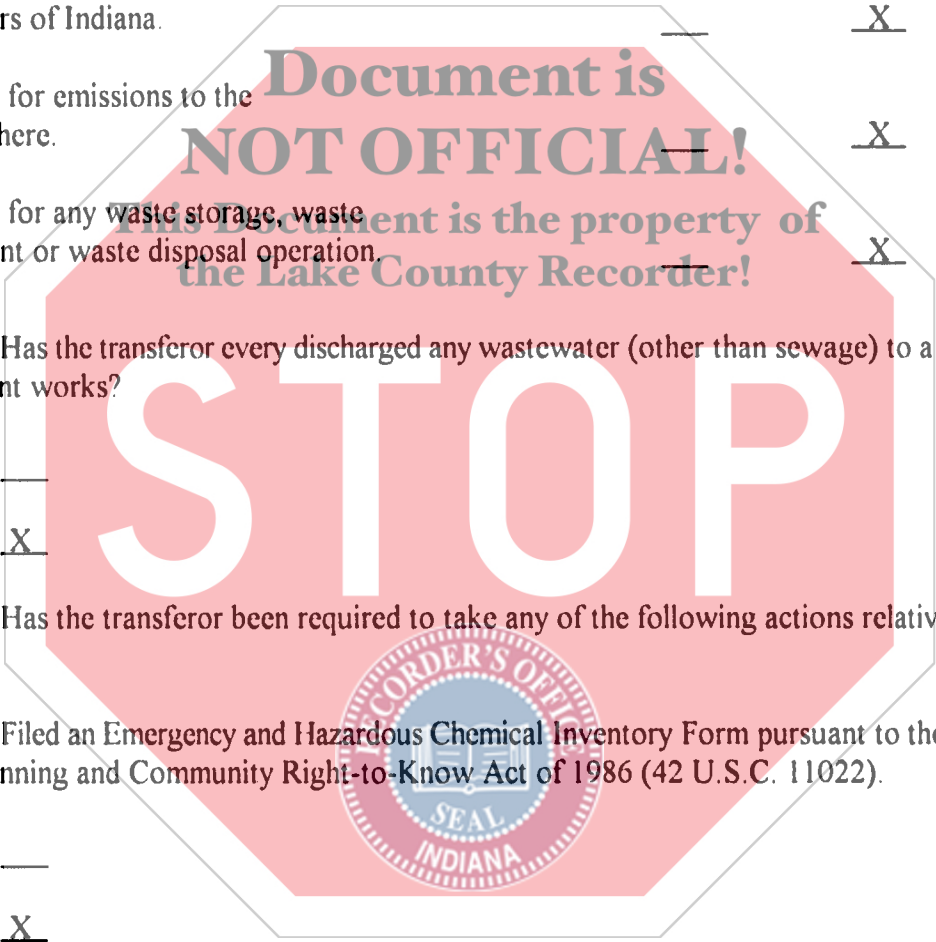 rs of Indiana. ___ X
Document is
for emissions to the
here. ___ X
NOT OFFICIAL!
for any waste storage, waste
This Document is the property of
nt or waste disposal operation. ___ X
the Lake County Recorder!
Has the transferor every discharged any wastewater (other than sewage) to a
nt works?
STOP
X
Has the transferor been required to take any of the following actions relativ
RECORDER'S OFFICE
Filed an Emergency and Hazardous Chemical Inventory Form pursuant to the
nning and Community Right-to-Know Act of 1986 (42 U.S.C. 11022).
SEAL
INDIANA
X